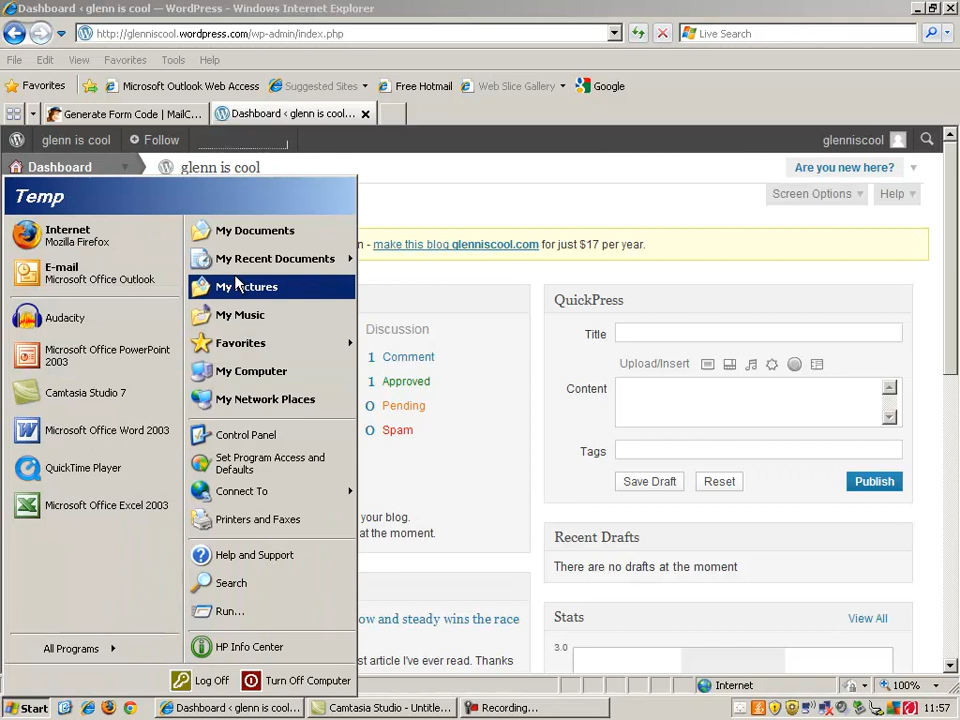 Dashboard ‹ glenn is cool — WordPress - Windows Internet Explorer
http://glenniscool.wordpress.com/wp-admin/index.php
Live Search
File Edit View Favorites Tools Help
Favorites Microsoft Outlook Web Access Suggested Sites Free Hotmail Web Slice Gallery Google
Generate Form Code | MailC... Dashboard ‹ glenn is cool...
glenn is cool Follow glenniscool
Dashboard glenn is cool Are you new here?
Screen Options Help
make this blog glenniscool.com for just $17 per year.
Temp
Internet
Mozilla Firefox
E-mail
Microsoft Office Outlook
Audacity
Microsoft Office PowerPoint
2003
Camtasia Studio 7
Microsoft Office Word 2003
QuickTime Player
Microsoft Office Excel 2003
All Programs
My Documents
My Recent Documents
My Pictures
My Music
Favorites
My Computer
My Network Places
Control Panel
Set Program Access and
Defaults
Connect To
Printers and Faxes
Help and Support
Search
Run...
HP Info Center
Log Off Turn Off Computer
Discussion
1 Comment
1 Approved
0 Pending
0 Spam
your blog.
at the moment.
ow and steady wins the race
st article I've ever read. Thanks
QuickPress
Title
Upload/Insert
Content
Tags
Save Draft Reset Publish
Recent Drafts
There are no drafts at the moment
Stats View All
3.0
Internet 100%
Start Dashboard ‹ glenn is cool... Camtasia Studio - Untitle... Recording... 11:57